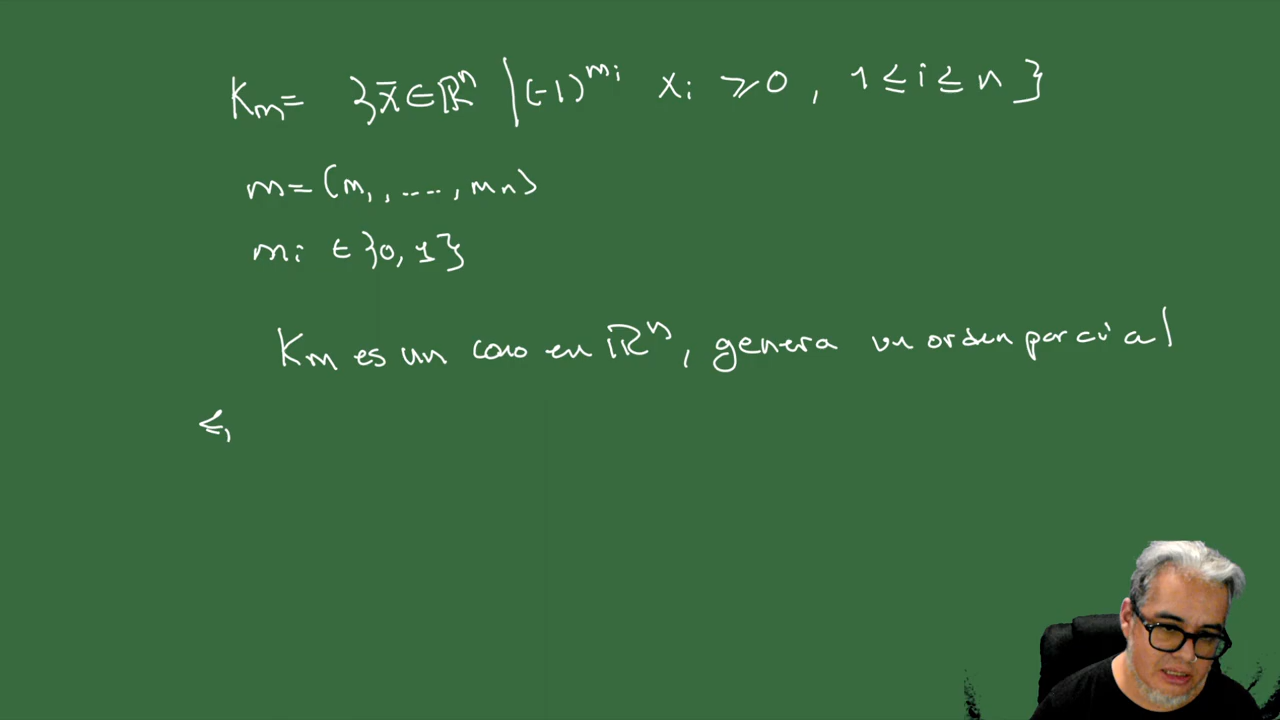 Km = {x̄ ∈ ℝⁿ | (-1)^mi xi ⩾ 0, 1 ≤ i ≤ n}
m = (m₁, ...., mn)
mi ∈ {0, 1}
Km es un cono en ℝⁿ, genera un orden parcial
≤,